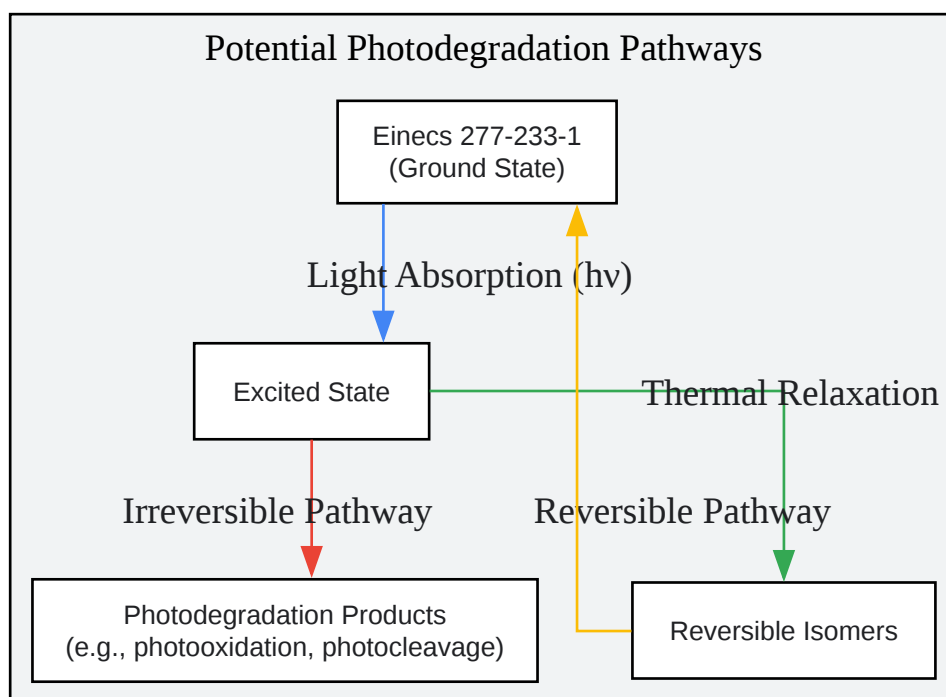 Potential Photodegradation Pathways
Einecs 277-233-1
(Ground State)
Light Absorption (hν)
Excited State
Thermal Relaxation
Irreversible Pathway
Reversible Pathway
Photodegradation Products
(e.g., photooxidation, photocleavage)
Reversible Isomers